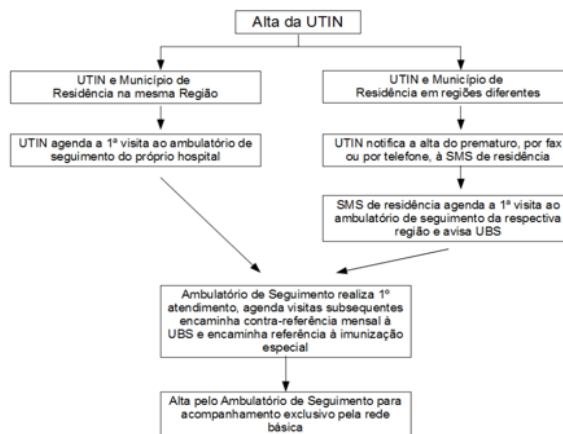 Alta da UTIN
UTIN e Município de
Residência na mesma Região
UTIN e Município de
Residência em regiões diferentes
UTIN agenda a 1ª visita ao ambulatório de
seguimento do próprio hospital
UTIN notifica a alta do prematuro, por fax
ou por telefone, à SMS de residência
SMS de residência agenda a 1ª visita ao
ambulatório de seguimento da respectiva
região e avisa UBS
Ambulatório de Seguimento realiza 1º
atendimento, agenda visitas subsequentes
encaminha contra-referência mensal à
UBS e encaminha referência à imunização
especial
Alta pelo Ambulatório de Seguimento para
acompanhamento exclusivo pela rede
básica